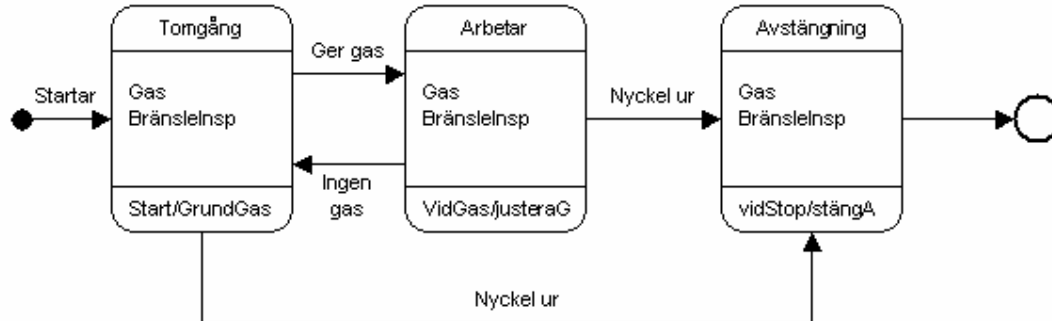 Tomgång
Arbetar
Avstängning
Startar
Ger gas
Nyckel ur
Gas
BränsleInsp
Gas
BränsleInsp
Gas
BränsleInsp
Ingen
gas
Start/GrundGas
VidGas/justeraG
vidStop/stängA
Nyckel ur